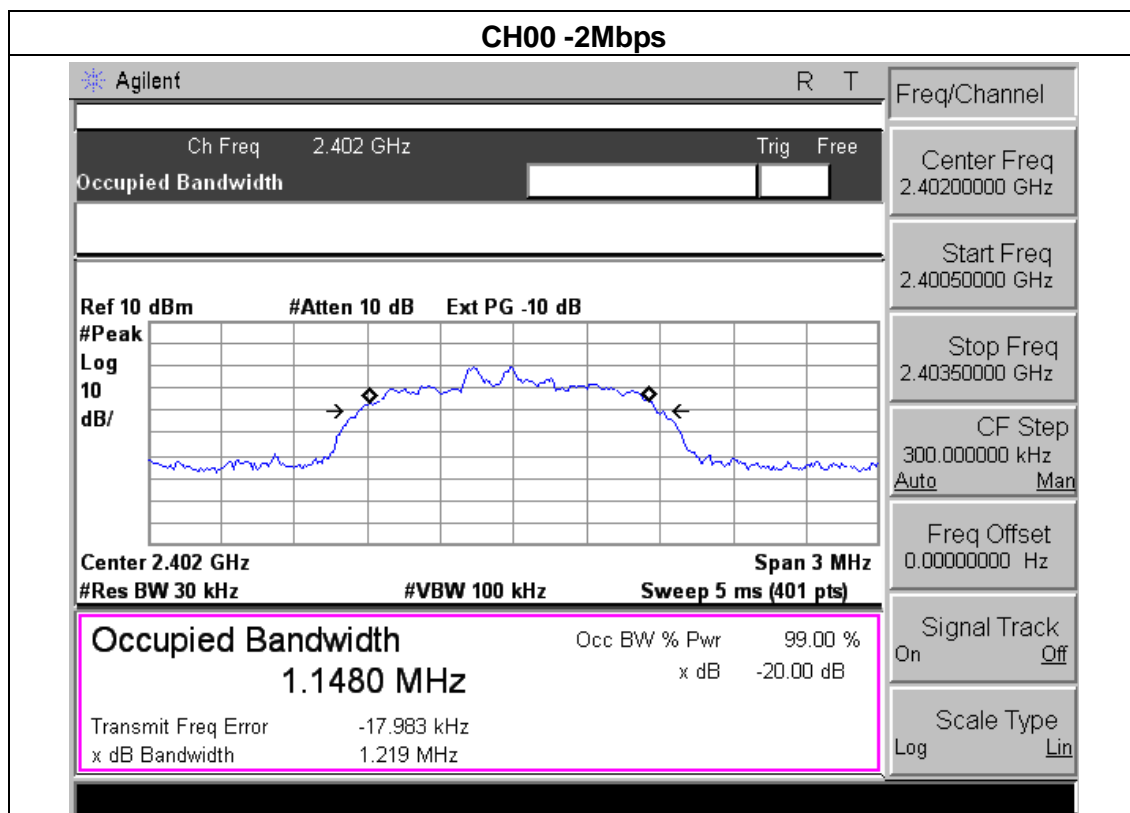 CH00 -2Mbps
Agilent R T
Ch Freq 2.402 GHz Trig Free
Occupied Bandwidth
Ref 10 dBm #Atten 10 dB Ext PG -10 dB
#Peak
Log
10
dB/
Center 2.402 GHz Span 3 MHz
#Res BW 30 kHz #VBW 100 kHz Sweep 5 ms (401 pts)
Occupied Bandwidth
1.1480 MHz
Occ BW % Pwr 99.00 %
x dB -20.00 dB
Transmit Freq Error -17.983 kHz
x dB Bandwidth 1.219 MHz
Freq/Channel
Center Freq
2.40200000 GHz
Start Freq
2.40050000 GHz
Stop Freq
2.40350000 GHz
CF Step
300.000000 kHz
Auto Man
Freq Offset
0.00000000 Hz
Signal Track
On Off
Scale Type
Log Lin